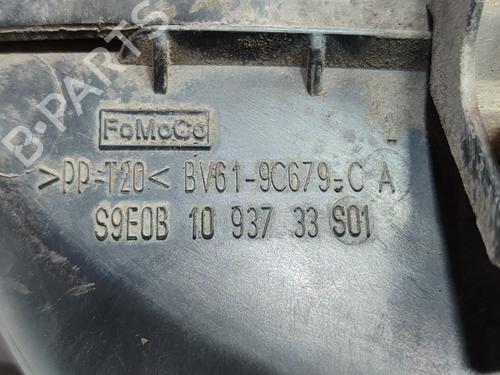 B-PARTS
FoMoCo
>PP-T20< BV61-9C679-C A
S9E0B 10 937 33 S01